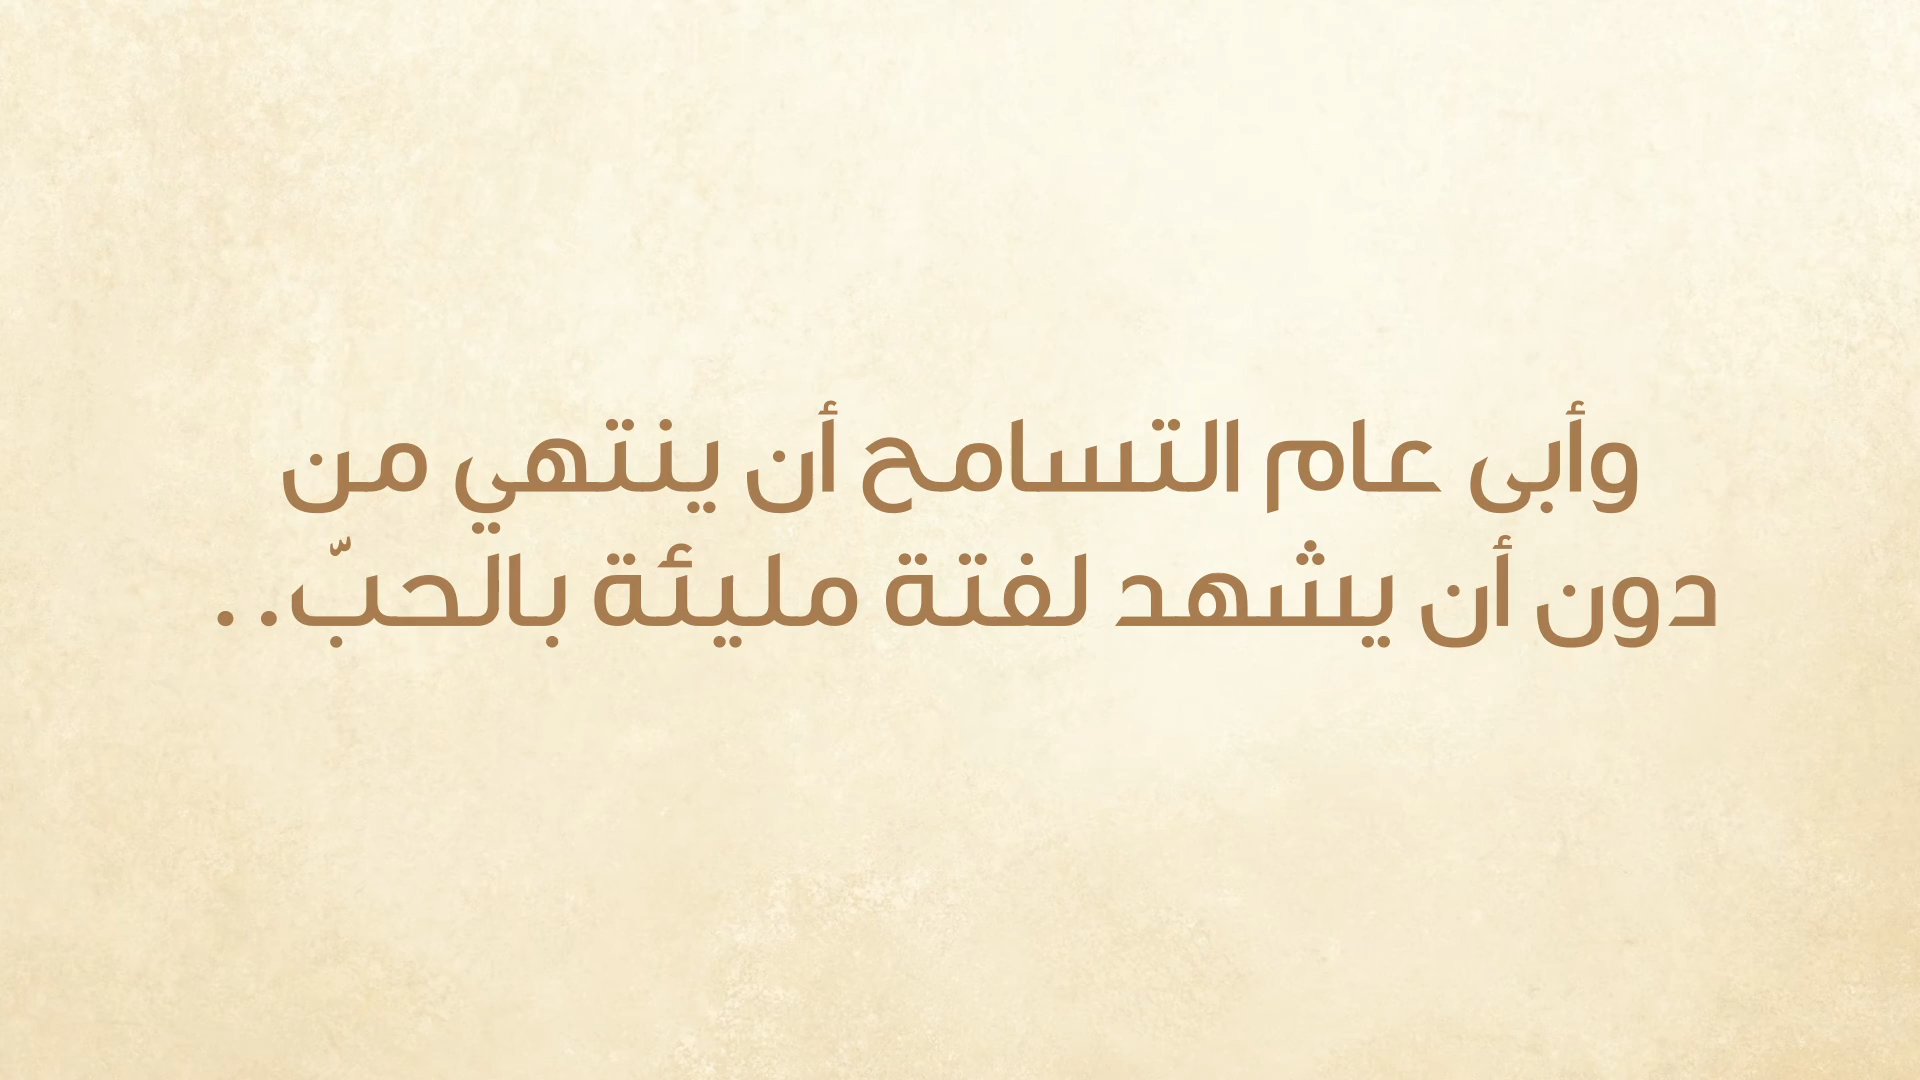 وأبى عام التسامح أن ينتهي من
دون أن يشهد لفتة مليئة بالحبّ..